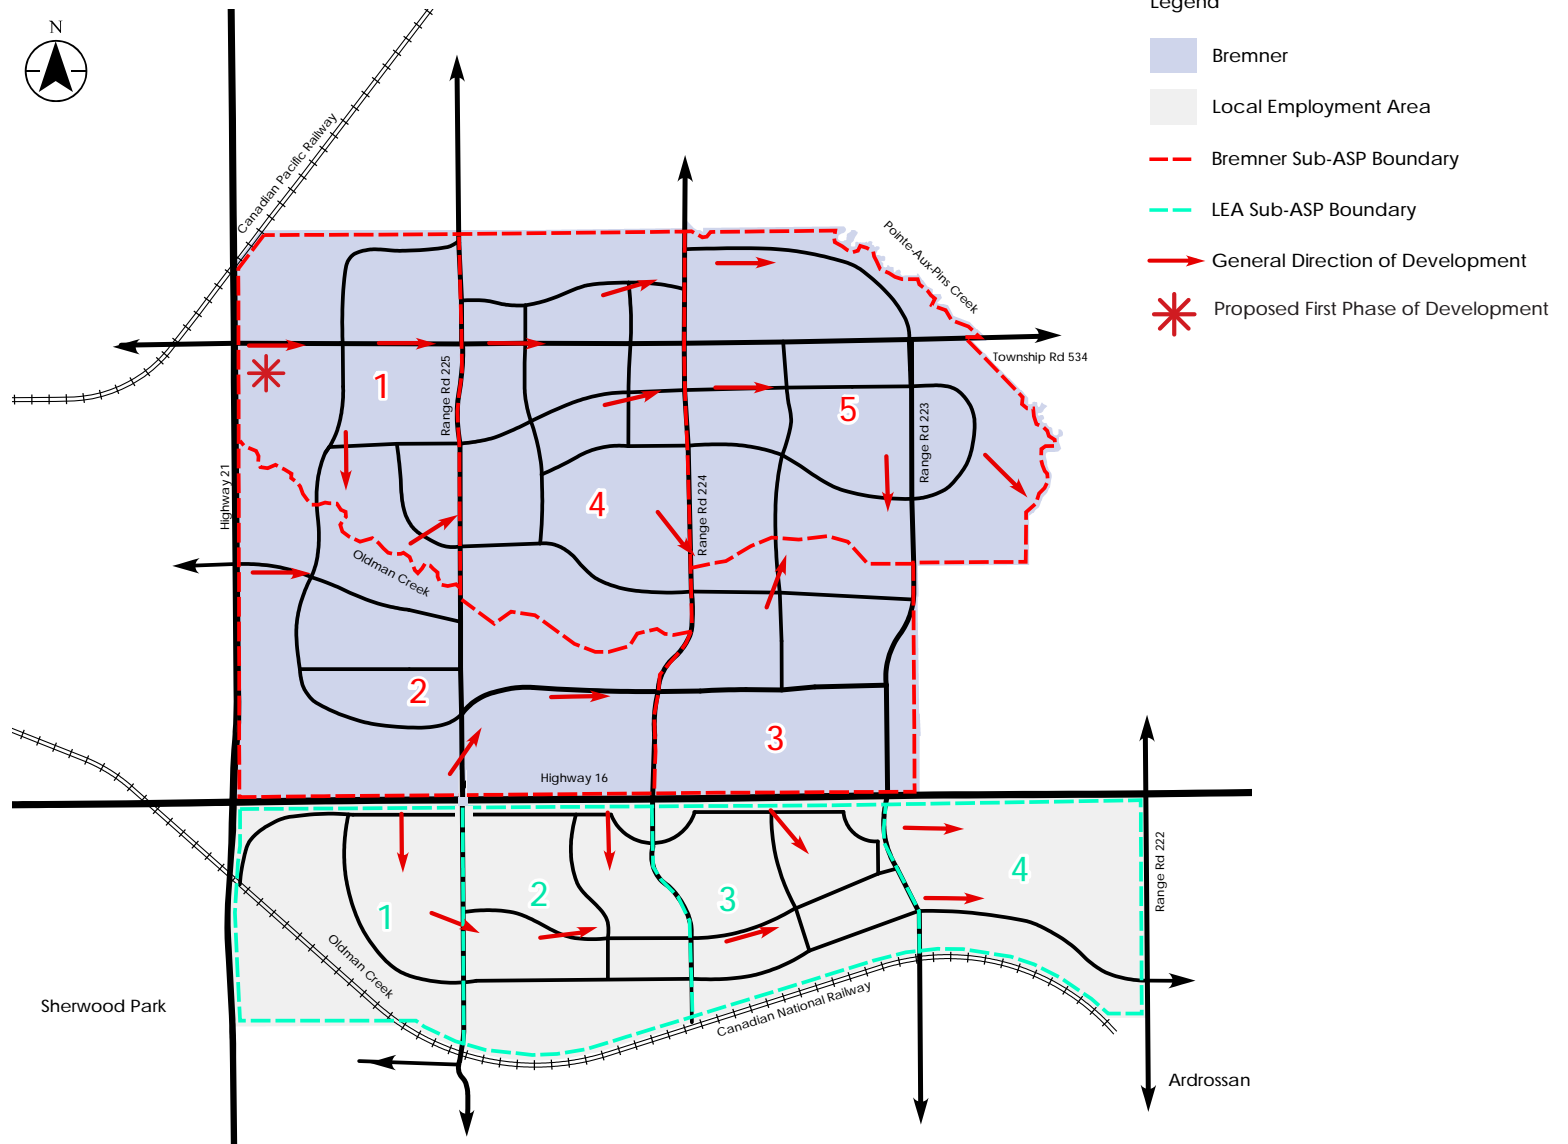 Legend
N
Bremner
Local Employment Area
Bremner Sub-ASP Boundary
LEA Sub-ASP Boundary
General Direction of Development
Proposed First Phase of Development
Canadian Pacific Railway
Pointe-Aux-Pins Creek
Township Rd 534
Range Rd 225
1
5
Range Rd 223
Highway 21
4
Range Rd 224
Oldman Creek
2
3
Highway 16
1
2
3
4
Range Rd 222
Oldman Creek
Canadian National Railway
Sherwood Park
Ardrossan